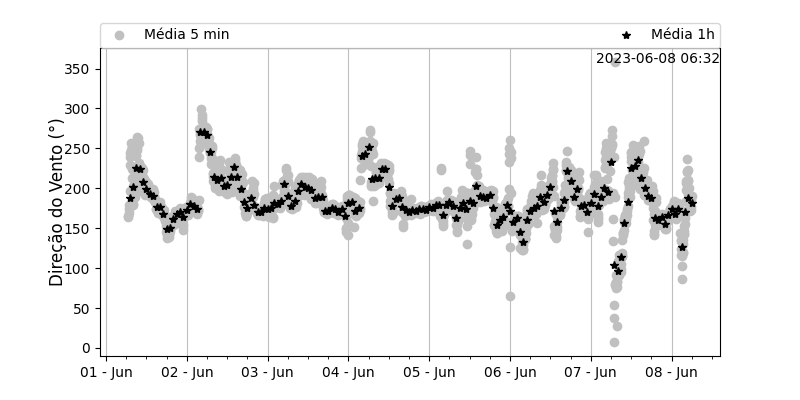 Média 5 min
Média 1h
2023-06-08 06:32
Direção do Vento (°)
350
300
250
200
150
100
50
0
01 - Jun
02 - Jun
03 - Jun
04 - Jun
05 - Jun
06 - Jun
07 - Jun
08 - Jun